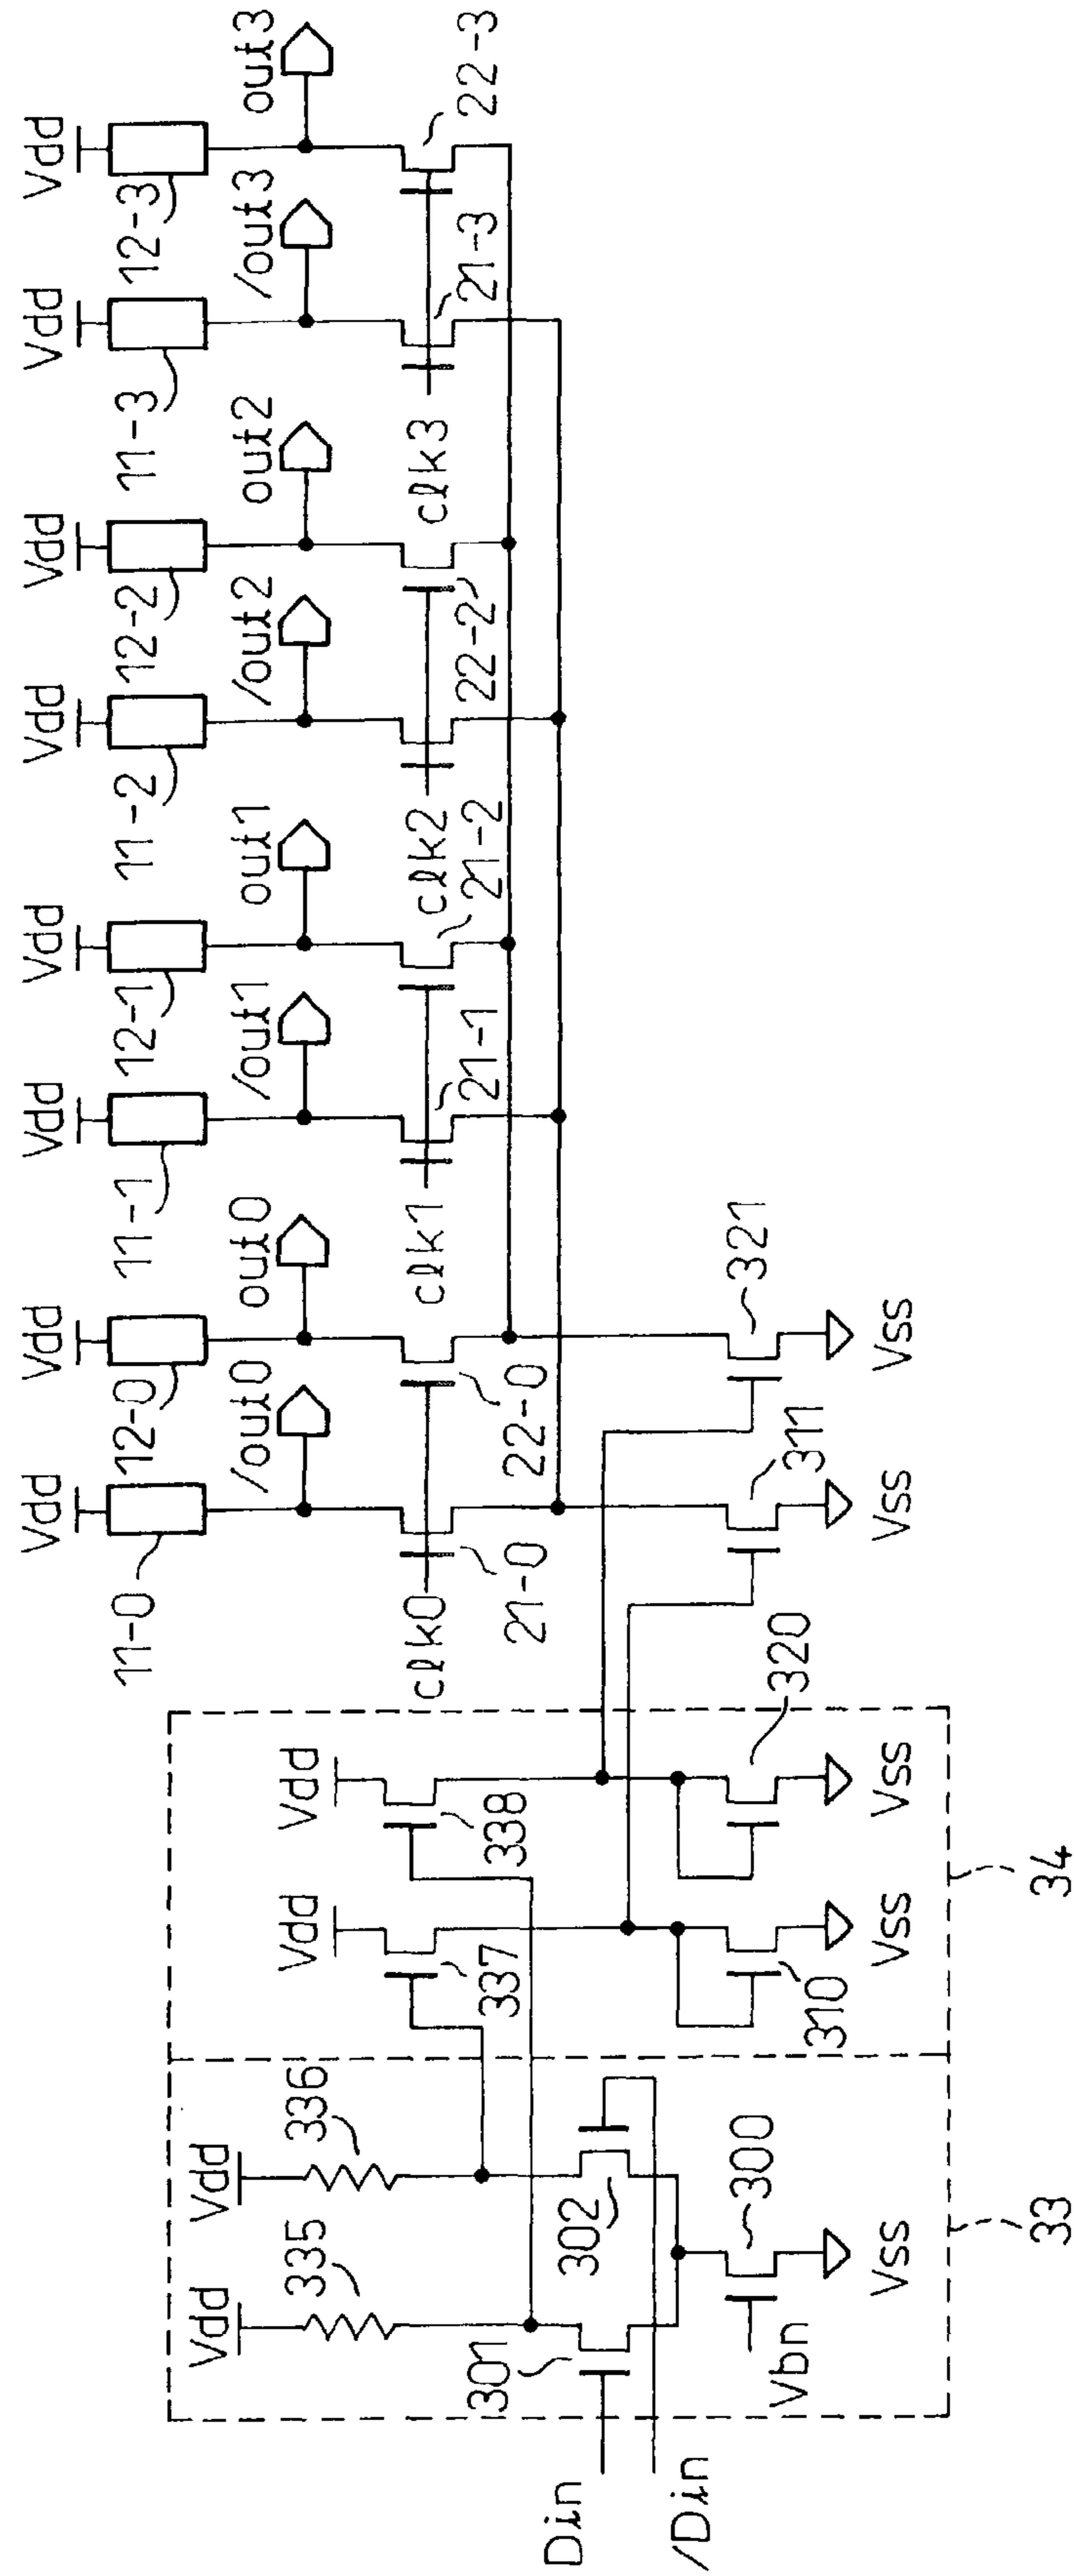 Vdd
Vdd
Vdd
Vdd
Vdd
Vdd
Vdd
Vdd
11-0
12-0
11-1
12-1
11-2
12-2
11-3
12-3
/out0
out0
/out1
out1
/out2
out2
/out3
out3
clk0
clk1
clk2
clk3
21-0
22-0
21-1
21-2
22-2
21-3
22-3
Vdd
Vdd
Vdd
Vdd
335
336
337
338
301
302
300
310
320
311
321
Din
/Din
Vbn
Vss
Vss
Vss
Vss
Vss
33
34